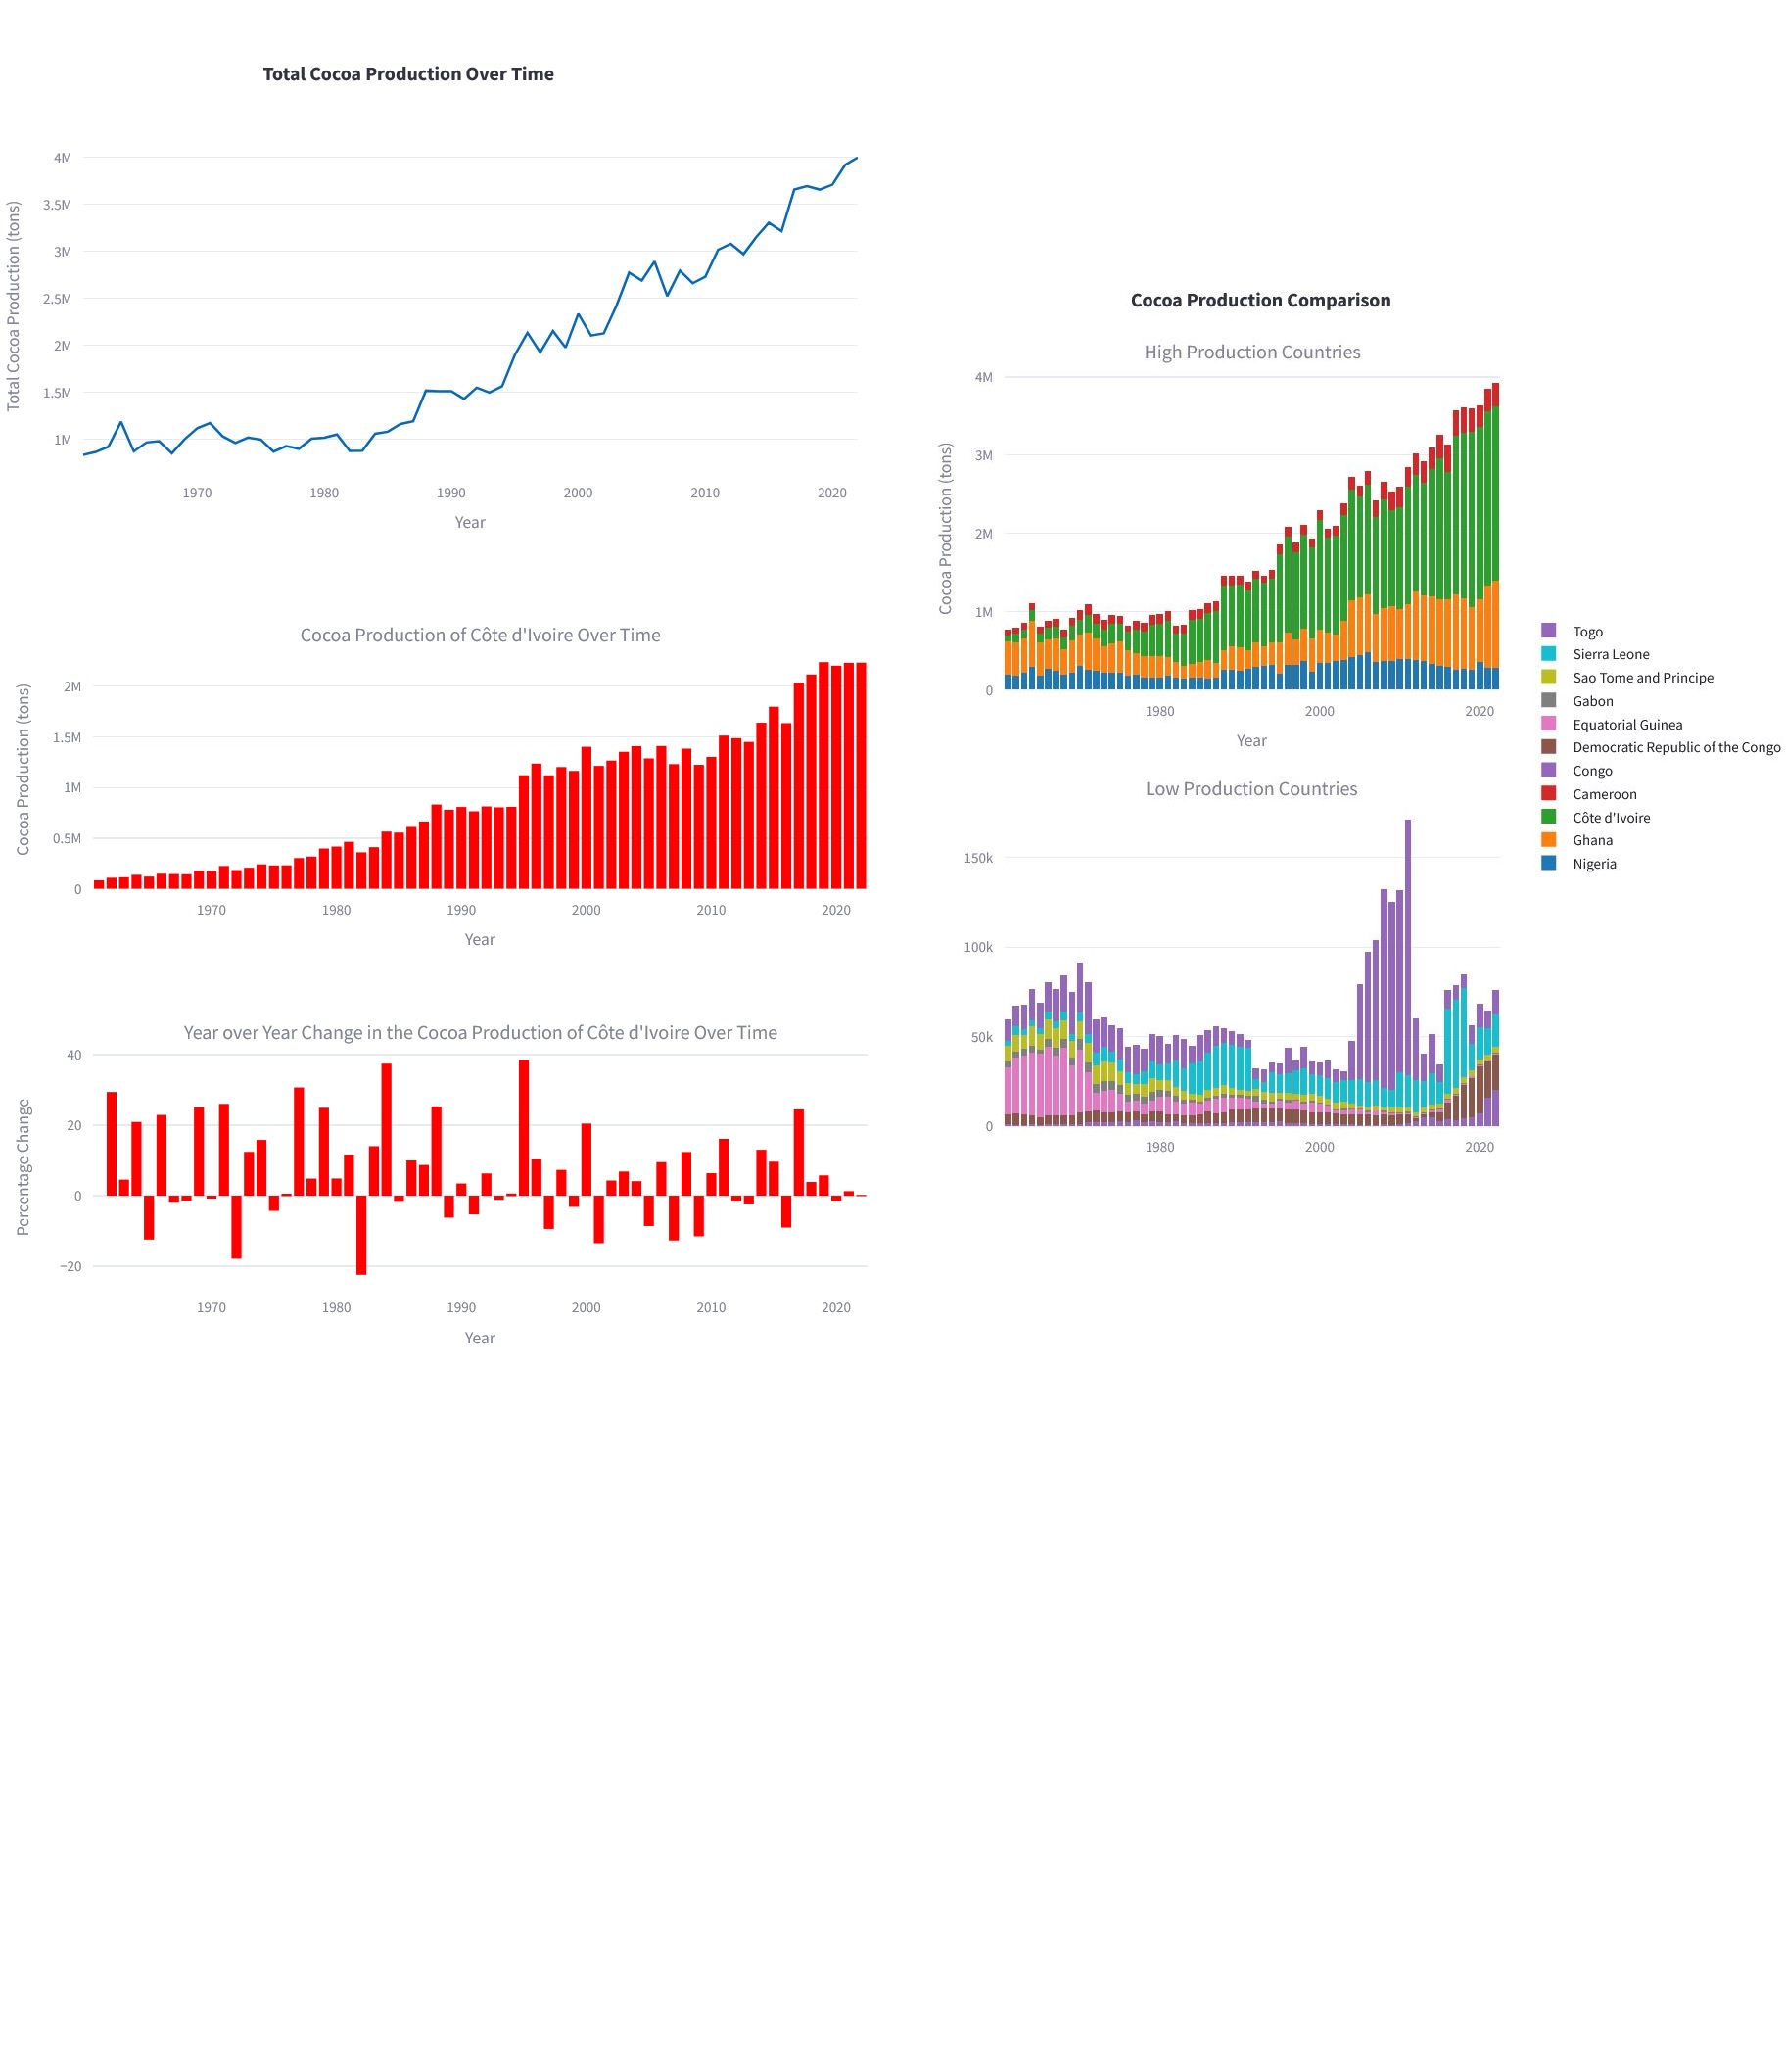 Total Cocoa Production Over Time
4M
3.5M
3M
2.5M
2M
1.5M
1M
Total Cocoa Production (tons)
1970 1980 1990 2000 2010 2020
Year
Cocoa Production of Côte d'Ivoire Over Time
2M
1.5M
1M
0.5M
0
Cocoa Production (tons)
1970 1980 1990 2000 2010 2020
Year
Year over Year Change in the Cocoa Production of Côte d'Ivoire Over Time
40
20
0
−20
Percentage Change
1970 1980 1990 2000 2010 2020
Year
Cocoa Production Comparison
High Production Countries
4M
3M
2M
1M
0
Cocoa Production (tons)
1980 2000 2020
Year
Low Production Countries
150k
100k
50k
0
1980 2000 2020
Togo
Sierra Leone
Sao Tome and Principe
Gabon
Equatorial Guinea
Democratic Republic of the Congo
Congo
Cameroon
Côte d'Ivoire
Ghana
Nigeria